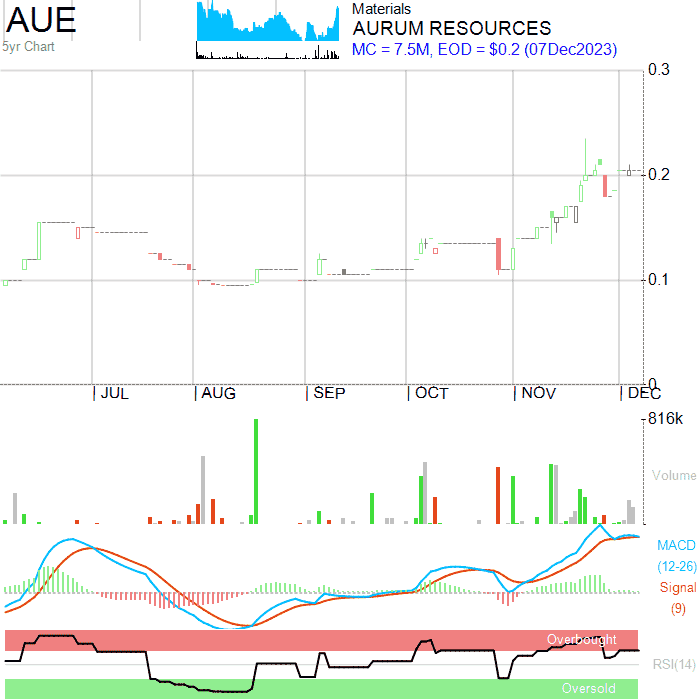 AUE
5yr Chart
Materials
AURUM RESOURCES
MC = 7.5M, EOD = $0.2 (07Dec2023)
0.3
0.2
0.1
0
JUL AUG SEP OCT NOV DEC
816k
Volume
MACD
(12-26)
Signal
(9)
Overbought
RSI(14)
Oversold